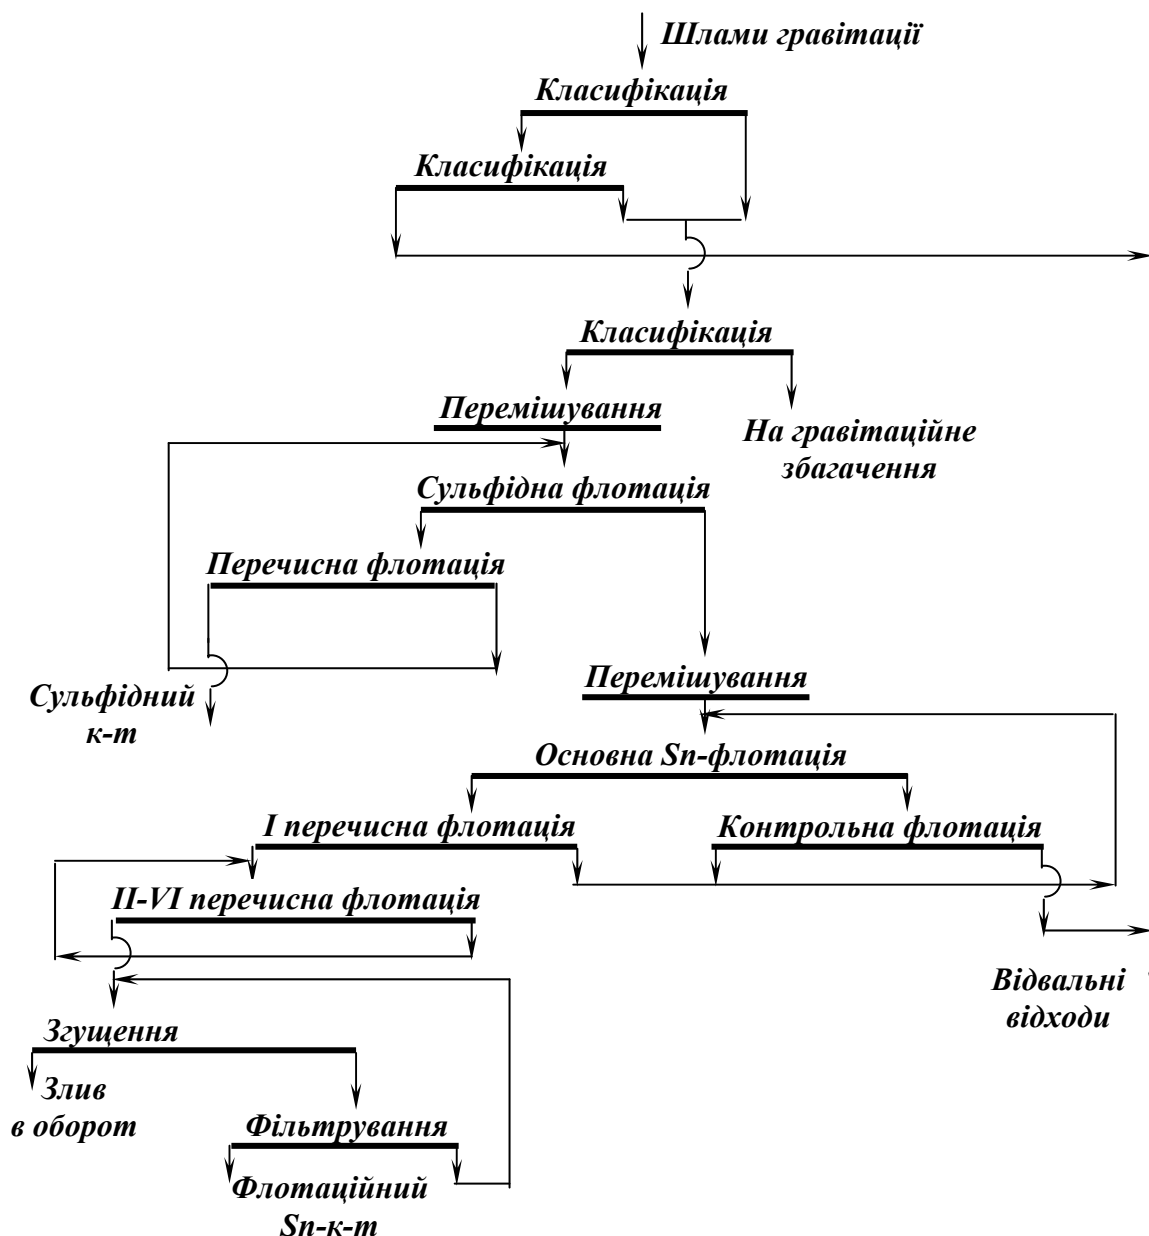 Шлами гравітації
Класифікація
Класифікація
Класифікація
Перемішування
На гравітаційне
збагачення
Сульфідна флотація
Перечисна флотація
Перемішування
Сульфідний
к-т
Основна Sn-флотація
I перечисна флотація
Контрольна флотація
II-VI перечисна флотація
Відвальні
відходи
Згущення
Злив
в оборот
Фільтрування
Флотаційний
Sn-к-т